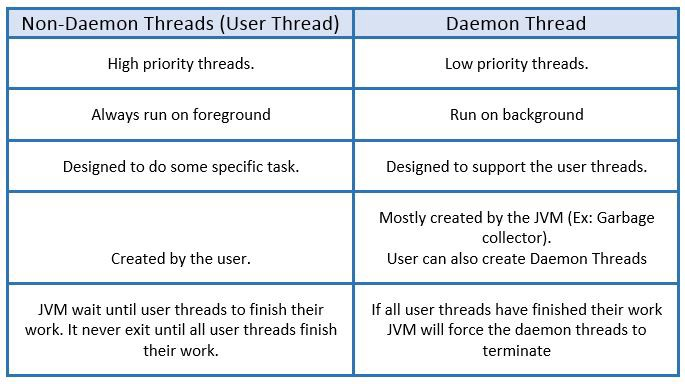 Non-Daemon Threads (User Thread)
Daemon Thread
High priority threads.
Low priority threads.
Always run on foreground
Run on background
Designed to do some specific task.
Designed to support the user threads.
Created by the user.
Mostly created by the JVM (Ex: Garbage
collector).
User can also create Daemon Threads
JVM wait until user threads to finish their
work. It never exit until all user threads finish
their work.
If all user threads have finished their work
JVM will force the daemon threads to
terminate